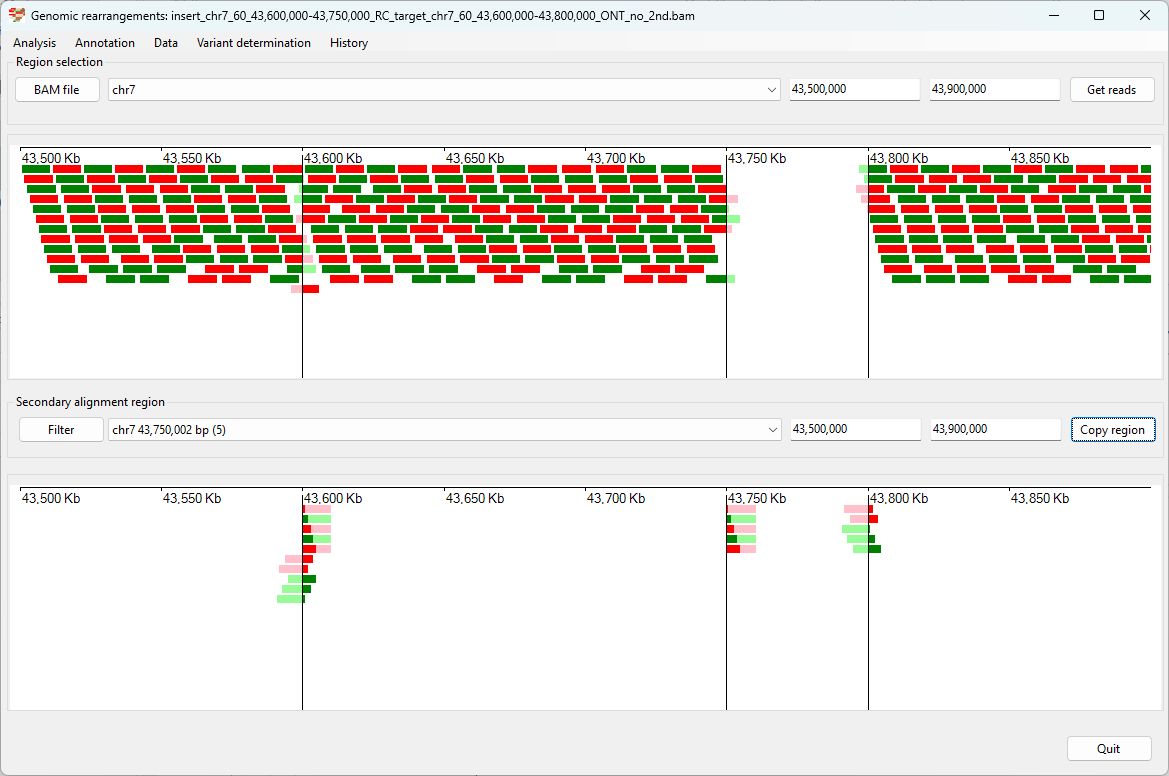 Genomic rearrangements: insert_chr7_60_43,600,000-43,750,000_RC_target_chr7_60_43,600,000-43,800,000_ONT_no_2nd.bam
Analysis Annotation Data Variant determination History
Region selection
BAM file chr7 43,500,000 43,900,000 Get reads
43,500 Kb 43,550 Kb 43,600 Kb 43,650 Kb 43,700 Kb 43,750 Kb 43,800 Kb 43,850 Kb
Secondary alignment region
Filter chr7 43,750,002 bp (5) 43,500,000 43,900,000 Copy region
43,500 Kb 43,550 Kb 43,600 Kb 43,650 Kb 43,700 Kb 43,750 Kb 43,800 Kb 43,850 Kb
Quit